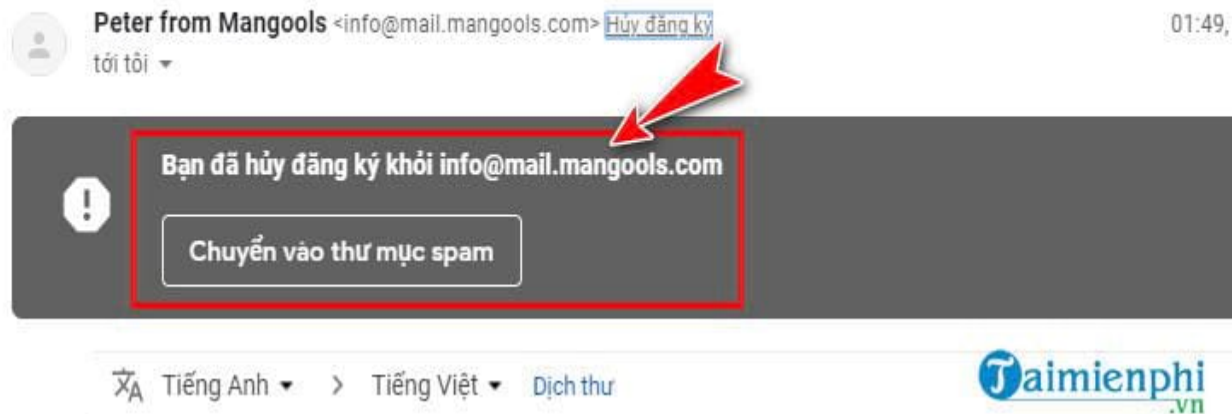 Peter from Mangools <info@mail.mangools.com> Hủy đăng ký 01:49,
tới tôi
Bạn đã hủy đăng ký khỏi info@mail.mangools.com
Chuyển vào thư mục spam
Tiếng Anh > Tiếng Việt Dịch thư
Taimienphi
.vn